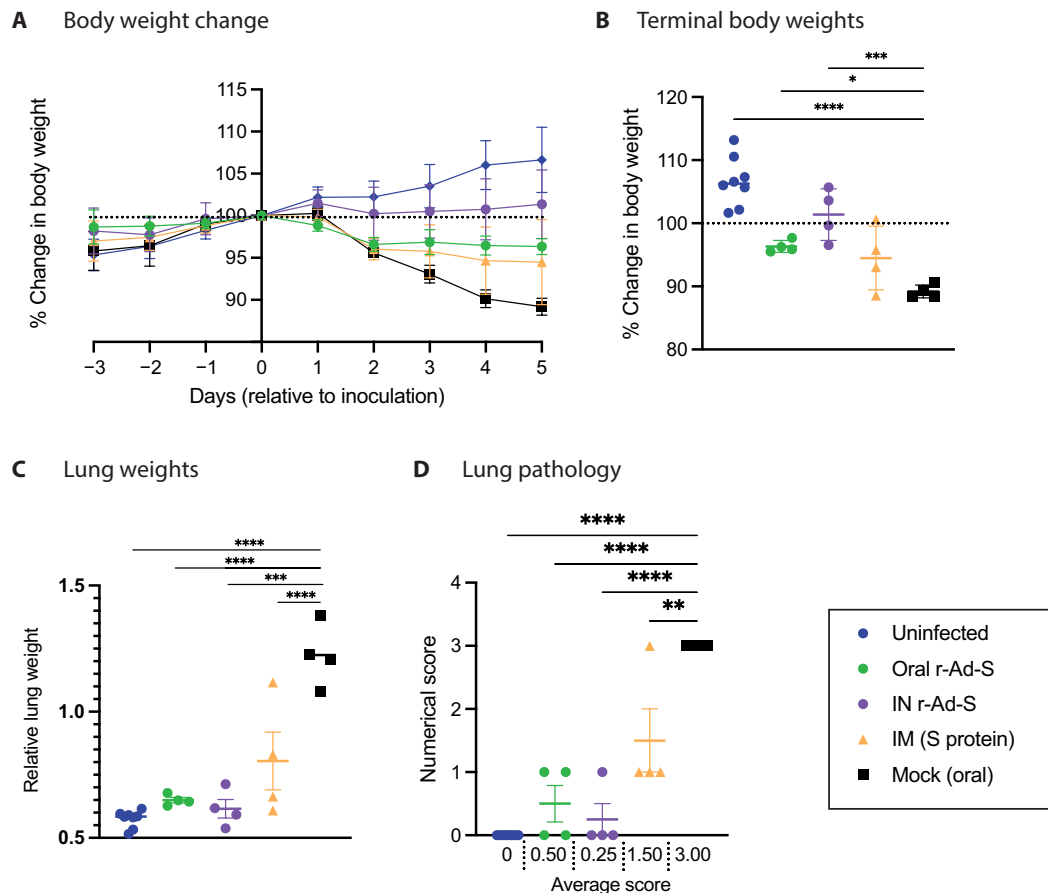 A Body weight change
115
110
105
100
95
90
% Change in body weight
−3 −2 −1 0 1 2 3 4 5
Days (relative to inoculation)
B Terminal body weights
***
*
****
120
110
100
90
80
% Change in body weight
C Lung weights
****
****
***
****
1.5
1.0
0.5
Relative lung weight
D Lung pathology
****
****
****
**
4
3
2
1
0
Numerical score
0 0.50 0.25 1.50 3.00
Average score
Uninfected
Oral r-Ad-S
IN r-Ad-S
IM (S protein)
Mock (oral)